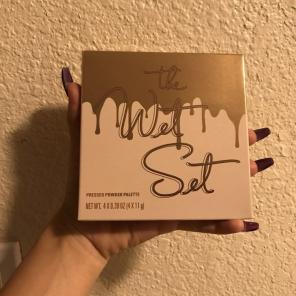 the
Wet
Set
PRESSED POWDER PALETTE
NET WT. 4 X 0.39 OZ (4 X 11 g)